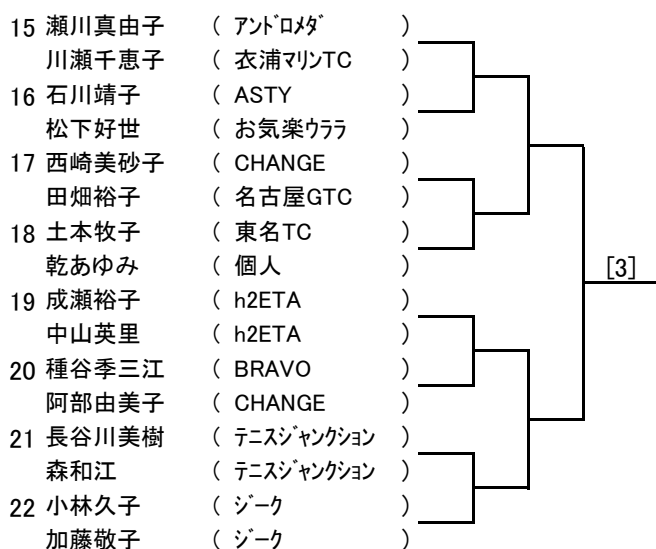 15 瀬川真由子 ( アンドロメダ )
川瀬千恵子 ( 衣浦マリンTC )
16 石川靖子 ( ASTY )
松下好世 ( お気楽ウララ )
17 西崎美砂子 ( CHANGE )
田畑裕子 ( 名古屋GTC )
18 土本牧子 ( 東名TC )
乾あゆみ ( 個人 )
[3]
19 成瀬裕子 ( h2ETA )
中山英里 ( h2ETA )
20 種谷季三江 ( BRAVO )
阿部由美子 ( CHANGE )
21 長谷川美樹 ( テニスジャンクション )
森和江 ( テニスジャンクション )
22 小林久子 ( ジーク )
加藤敬子 ( ジーク )